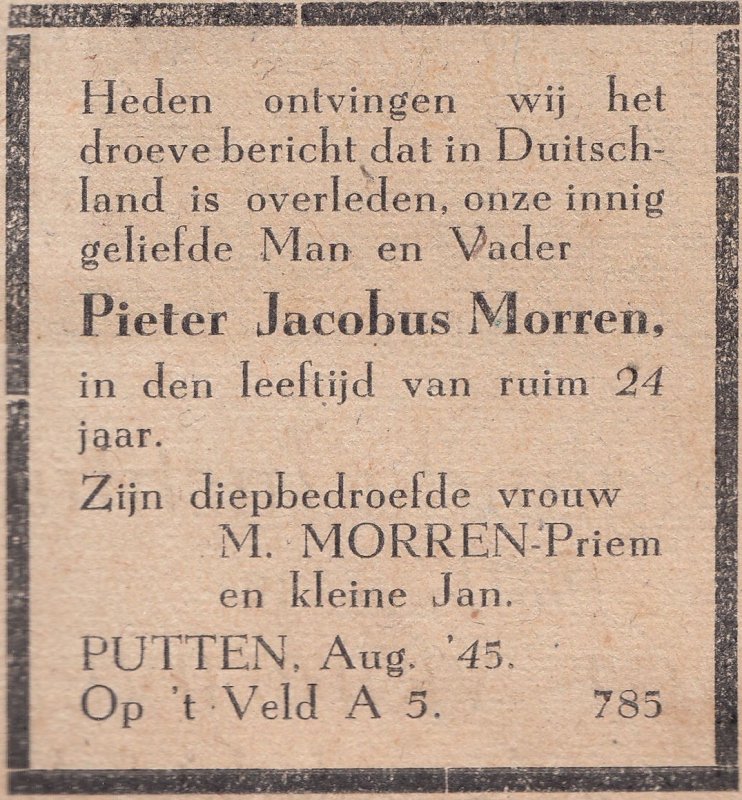 Heden ontvingen wij het
droeve bericht dat in Duitsch-
land is overleden, onze innig
geliefde Man en Vader
Pieter Jacobus Morren,
in den leeftijd van ruim 24
jaar.
Zijn diepbedroefde vrouw
M. MORREN-Priem
en kleine Jan.
PUTTEN, Aug. '45.
Op 't Veld A 5. 785